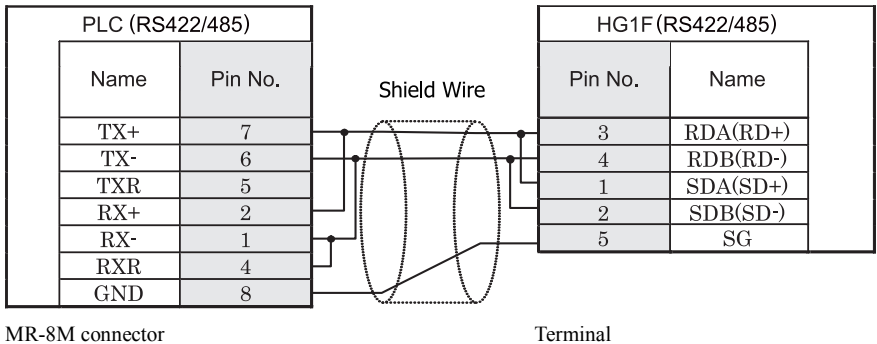 PLC (RS422/485)
HG1F(RS422/485)
Name Pin No.
Shield Wire
Pin No. Name
TX+ 7
3 RDA(RD+)
TX- 6
4 RDB(RD-)
TXR 5
1 SDA(SD+)
RX+ 2
2 SDB(SD-)
RX- 1
5 SG
RXR 4
GND 8
MR-8M connector
Terminal